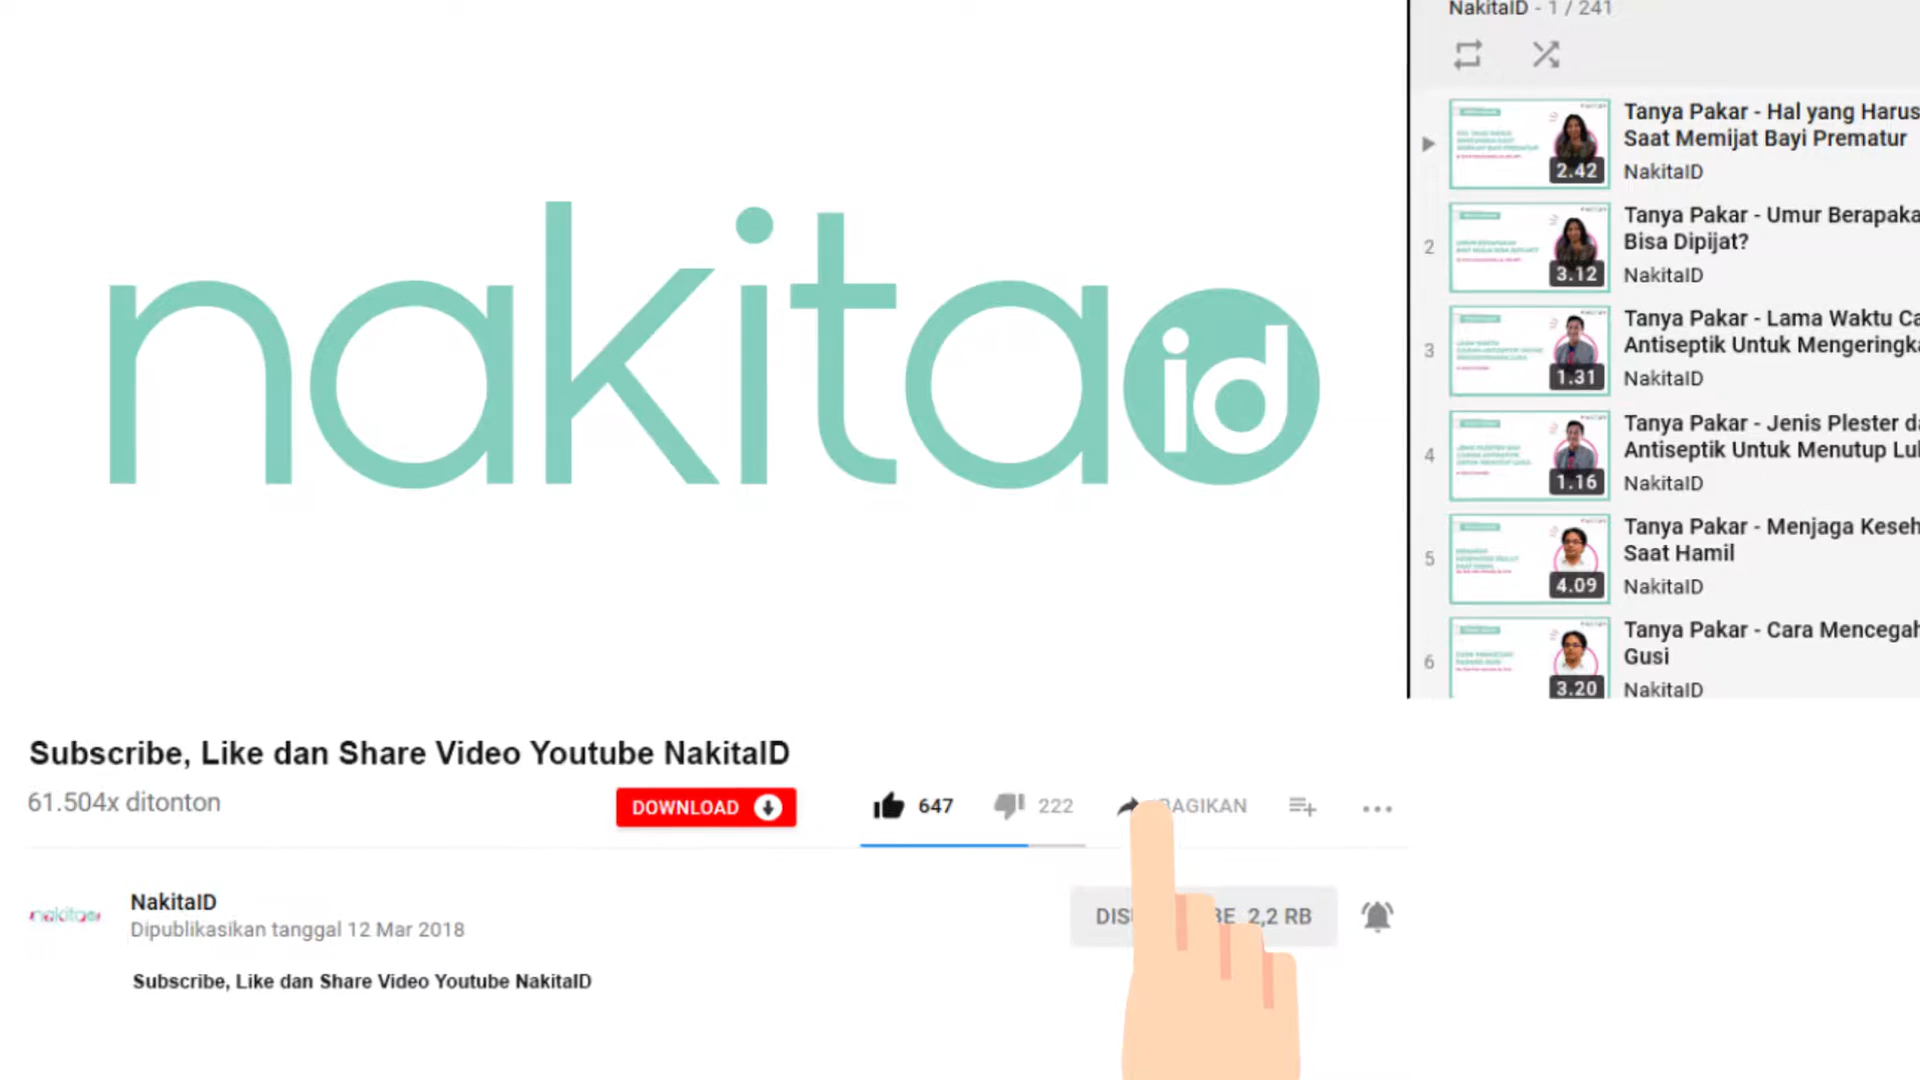 nakita id
NakitaID - 1 / 241
Tanya Pakar - Hal yang Harus
Saat Memijat Bayi Prematur
NakitaID
2.42
2
Tanya Pakar - Umur Berapaka
Bisa Dipijat?
NakitaID
3.12
3
Tanya Pakar - Lama Waktu Ca
Antiseptik Untuk Mengeringka
NakitaID
1.31
4
Tanya Pakar - Jenis Plester da
Antiseptik Untuk Menutup Lu
NakitaID
1.16
5
Tanya Pakar - Menjaga Keseh
Saat Hamil
NakitaID
4.09
6
Tanya Pakar - Cara Mencegah
Gusi
NakitaID
3.20
Subscribe, Like dan Share Video Youtube NakitaID
61.504x ditonton
DOWNLOAD
647
222
BAGIKAN
NakitaID
Dipublikasikan tanggal 12 Mar 2018
DIS BE 2,2 RB
nakita id
Subscribe, Like dan Share Video Youtube NakitaID